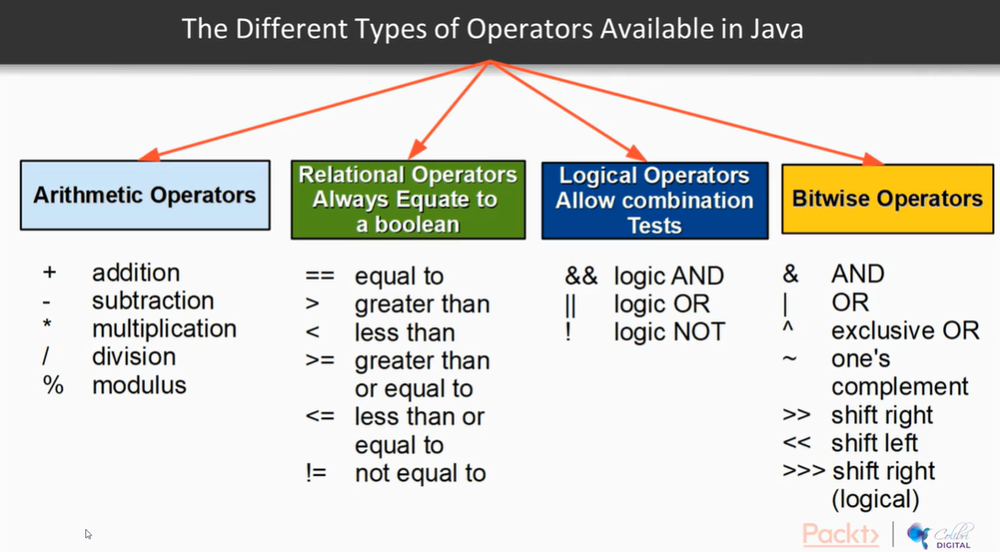 The Different Types of Operators Available in Java
Arithmetic Operators
+ addition
- subtraction
* multiplication
/ division
% modulus
Relational Operators
Always Equate to
a boolean
== equal to
> greater than
< less than
>= greater than
or equal to
<= less than or
equal to
!= not equal to
Logical Operators
Allow combination
Tests
&& logic AND
|| logic OR
! logic NOT
Bitwise Operators
& AND
| OR
^ exclusive OR
~ one's
complement
>> shift right
<< shift left
>>> shift right
(logical)
Packt>
Colibri
DIGITAL